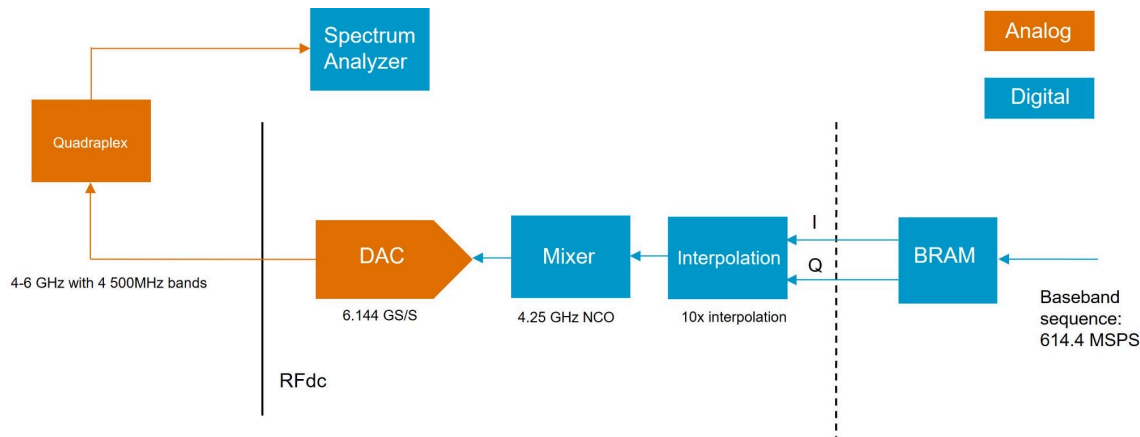 Spectrum
Analyzer
Analog
Digital
Quadraplex
DAC
Mixer
Interpolation
I
Q
BRAM
4-6 GHz with 4 500MHz bands
6.144 GS/S
4.25 GHz NCO
10x interpolation
Baseband
sequence:
614.4 MSPS
RFdc